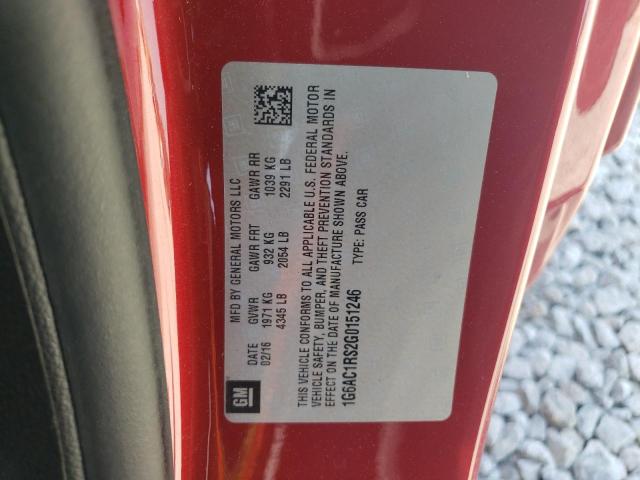 MFD BY GENERAL MOTORS LLC
DATE GVWR GAWR FRT GAWR RR
02/16 1971 KG 932 KG 1039 KG
4345 LB 2054 LB 2291 LB
THIS VEHICLE CONFORMS TO ALL APPLICABLE U.S. FEDERAL MOTOR
VEHICLE SAFETY, BUMPER, AND THEFT PREVENTION STANDARDS IN
EFFECT ON THE DATE OF MANUFACTURE SHOWN ABOVE.
1G6AC1RS2G0151246 TYPE: PASS CAR
GM